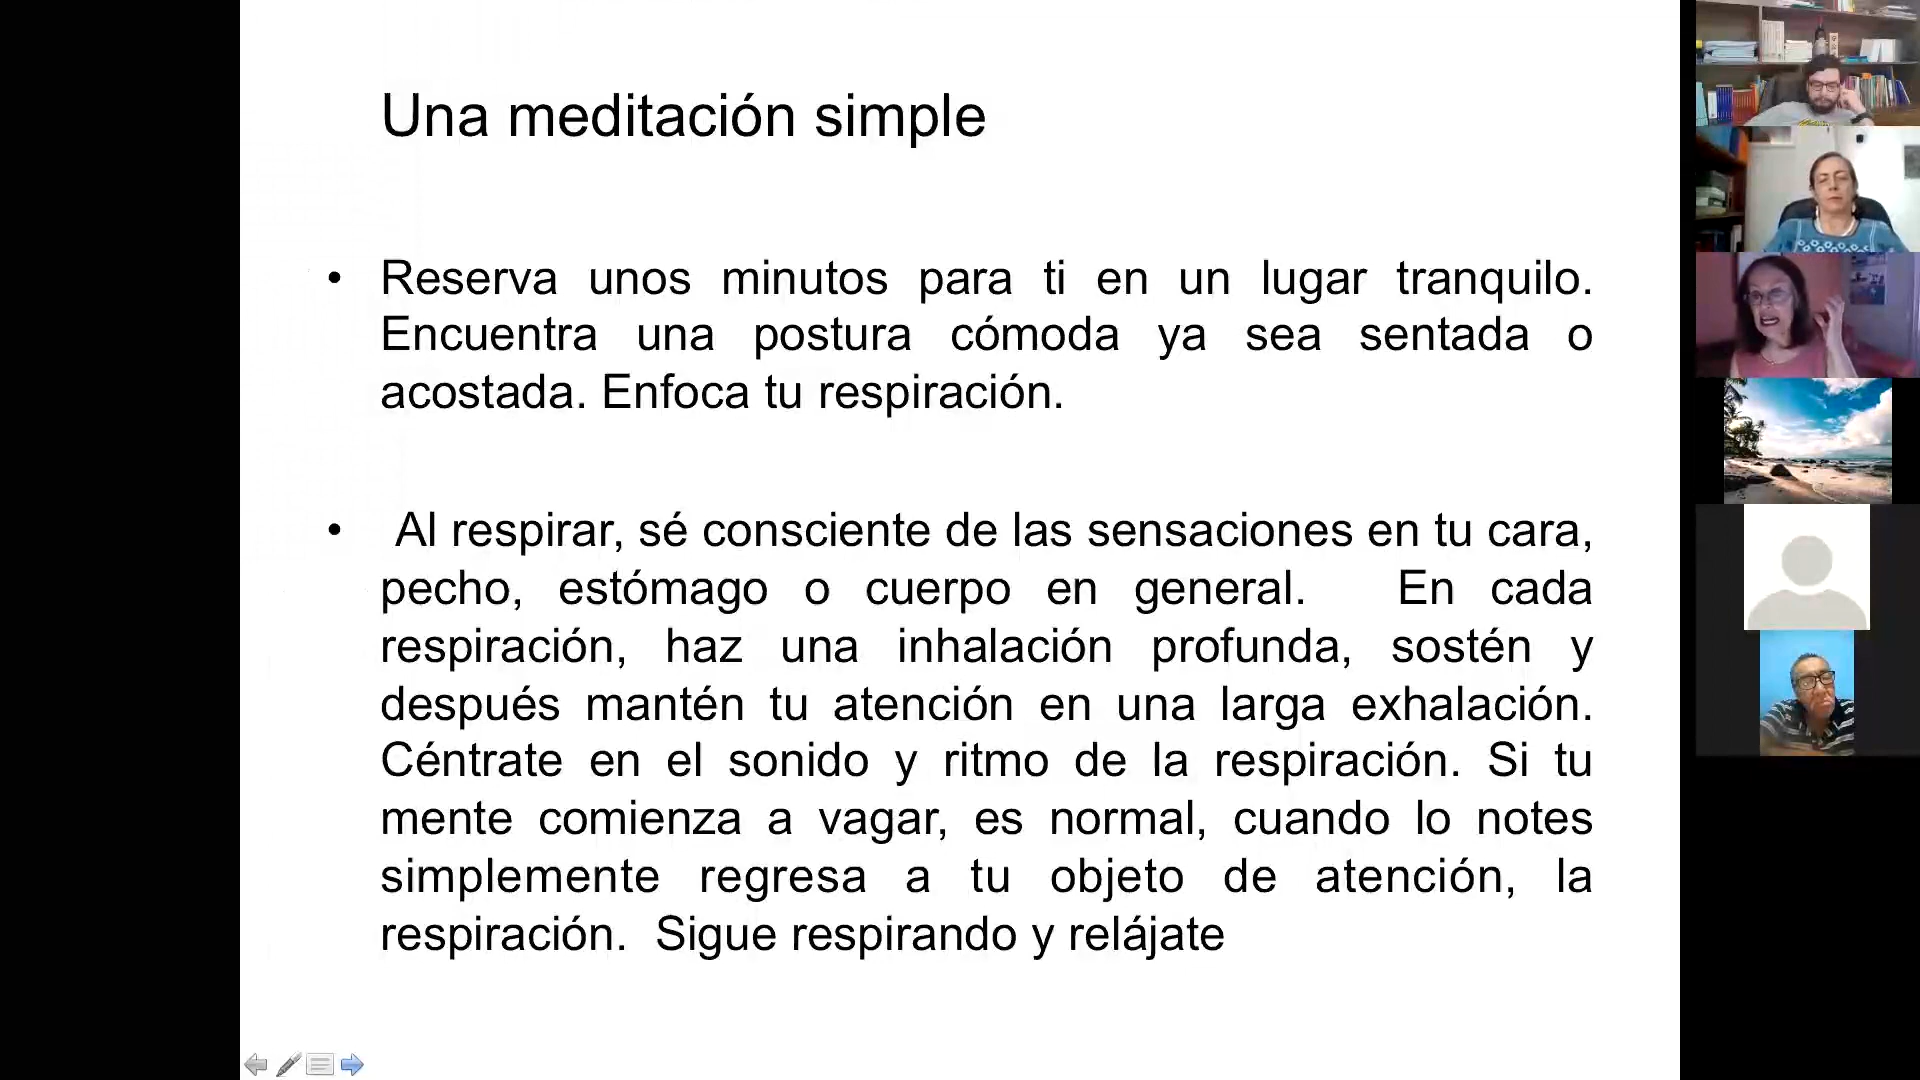 Una meditación simple
• Reserva unos minutos para ti en un lugar tranquilo.
Encuentra una postura cómoda ya sea sentada o
acostada. Enfoca tu respiración.
• Al respirar, sé consciente de las sensaciones en tu cara,
pecho, estómago o cuerpo en general. En cada
respiración, haz una inhalación profunda, sostén y
después mantén tu atención en una larga exhalación.
Céntrate en el sonido y ritmo de la respiración. Si tu
mente comienza a vagar, es normal, cuando lo notes
simplemente regresa a tu objeto de atención, la
respiración. Sigue respirando y relájate